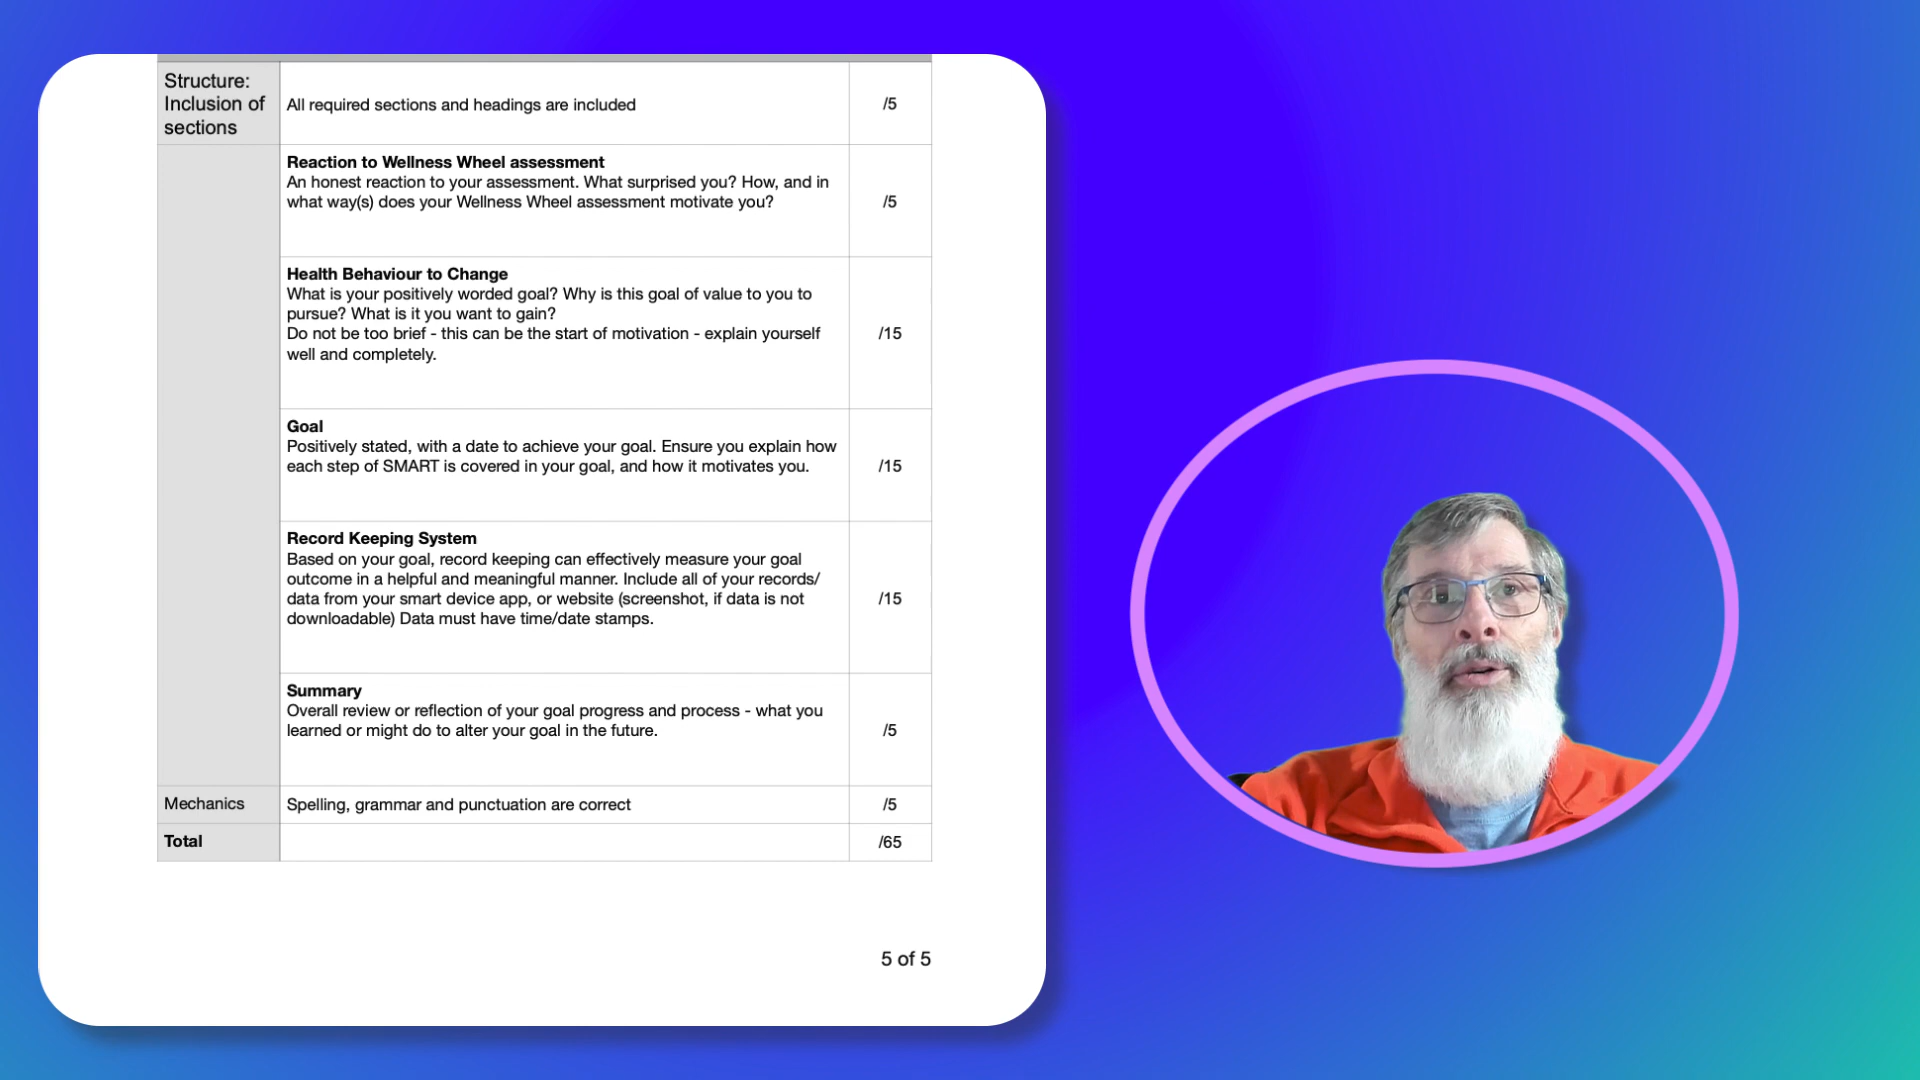 Structure:
Inclusion of
sections
All required sections and headings are included
/5
Reaction to Wellness Wheel assessment
An honest reaction to your assessment. What surprised you? How, and in
what way(s) does your Wellness Wheel assessment motivate you?
/5
Health Behaviour to Change
What is your positively worded goal? Why is this goal of value to you to
pursue? What is it you want to gain?
Do not be too brief - this can be the start of motivation - explain yourself
well and completely.
/15
Goal
Positively stated, with a date to achieve your goal. Ensure you explain how
each step of SMART is covered in your goal, and how it motivates you.
/15
Record Keeping System
Based on your goal, record keeping can effectively measure your goal
outcome in a helpful and meaningful manner. Include all of your records/
data from your smart device app, or website (screenshot, if data is not
downloadable) Data must have time/date stamps.
/15
Summary
Overall review or reflection of your goal progress and process - what you
learned or might do to alter your goal in the future.
/5
Mechanics
Spelling, grammar and punctuation are correct
/5
Total
/65
5 of 5